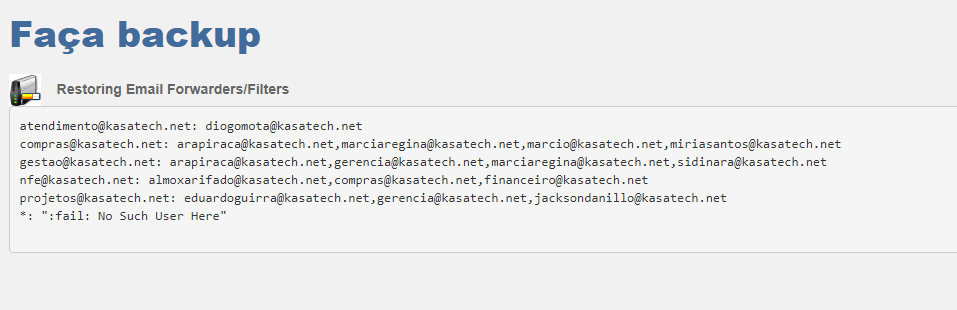 Faça backup
Restoring Email Forwarders/Filters
atendimento@kasatech.net: diogomota@kasatech.net
compras@kasatech.net: arapiraca@kasatech.net,marciaregina@kasatech.net,marcio@kasatech.net,miriasantos@kasatech.net
gestao@kasatech.net: arapiraca@kasatech.net,gerencia@kasatech.net,marciaregina@kasatech.net,sidinara@kasatech.net
nfe@kasatech.net: almoxarifado@kasatech.net,compras@kasatech.net,financeiro@kasatech.net
projetos@kasatech.net: eduardoguirra@kasatech.net,gerencia@kasatech.net,jacksondanillo@kasatech.net
*: ":fail: No Such User Here"